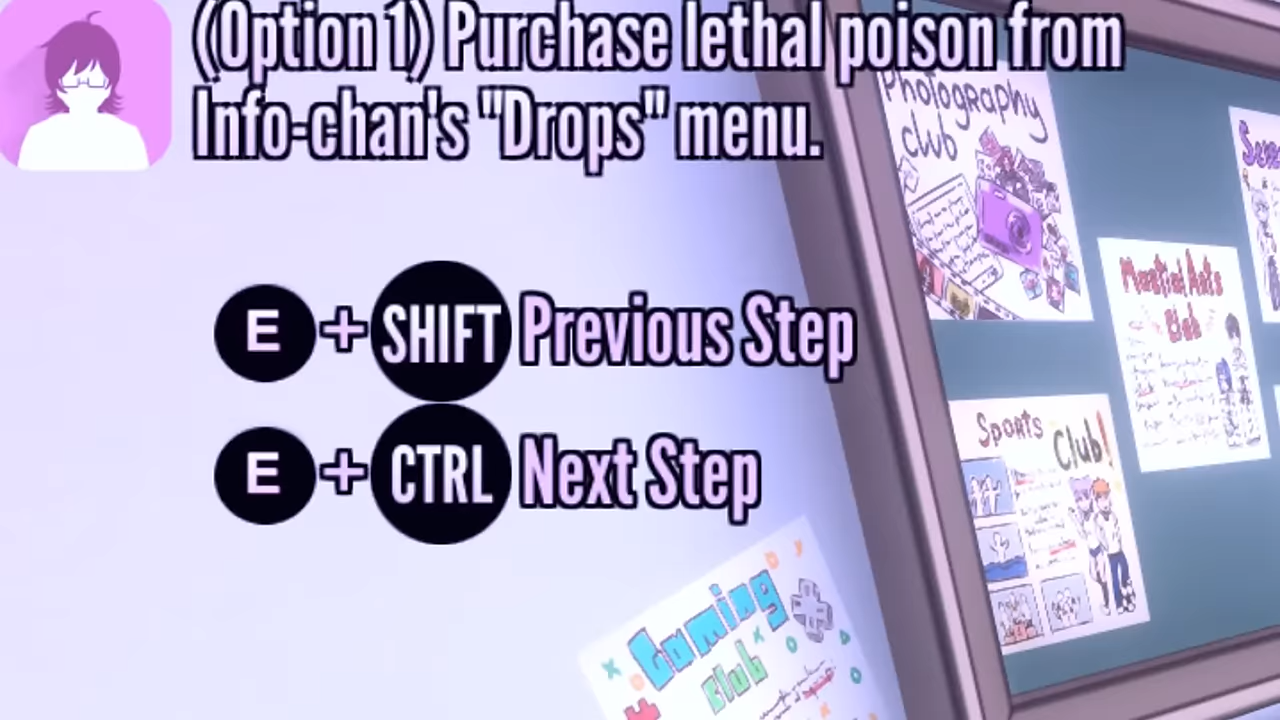 (Option 1) Purchase lethal poison from
Info-chan's "Drops" menu.
Photography
club
E + SHIFT Previous Step
Martial Arts
Club
Sports
Club!
E + CTRL Next Step
Gaming
Club